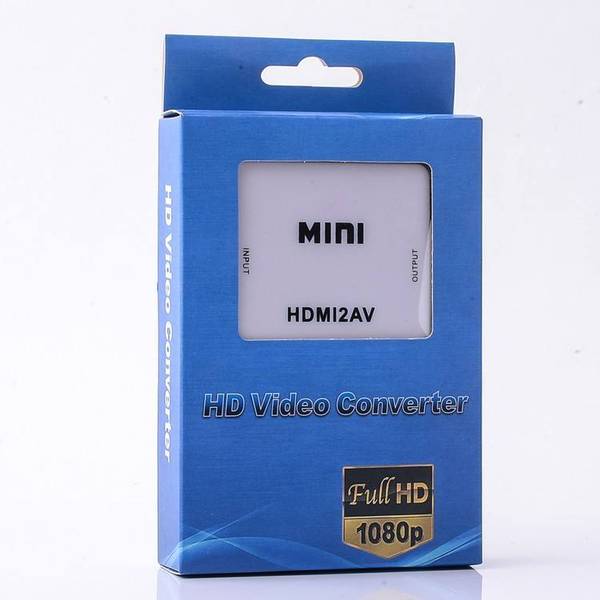 HD Video Converter
MINI
INPUT
OUTPUT
HDMI2AV
HD Video Converter
Full HD
1080p